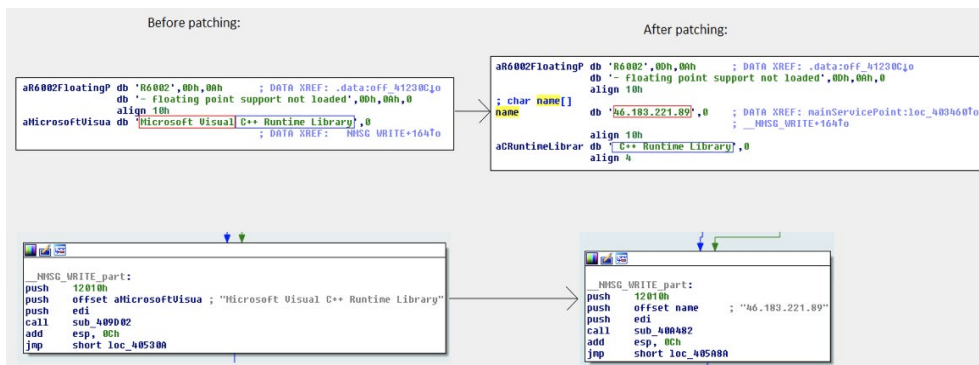 Before patching:
After patching:
aR6002FloatingP db 'R6002',0Dh,0Ah ; DATA XREF: .data:off_41230C↓o
db '- floating point support not loaded',0Dh,0Ah,0
align 10h
aMicrosoftVisua db 'Microsoft Visual C++ Runtime Library',0
; DATA XREF: __NMSG_WRITE+164↑o
aR6002FloatingP db 'R6002',0Dh,0Ah ; DATA XREF: .data:off_41230C↓o
db '- floating point support not loaded',0Dh,0Ah,0
align 10h
; char name[]
name db '46.183.221.89',0 ; DATA XREF: mainServicePoint:loc_403460↑o
; __NMSG_WRITE+164↑o
align 10h
aCRuntimeLibrar db ' C++ Runtime Library',0
align 4
__NMSG_WRITE_part:
push 12010h
push offset aMicrosoftVisua ; "Microsoft Visual C++ Runtime Library"
push edi
call sub_409D02
add esp, 0Ch
jmp short loc_40530A
__NMSG_WRITE_part:
push 12010h
push offset name ; "46.183.221.89"
push edi
call sub_40A482
add esp, 0Ch
jmp short loc_405A8A